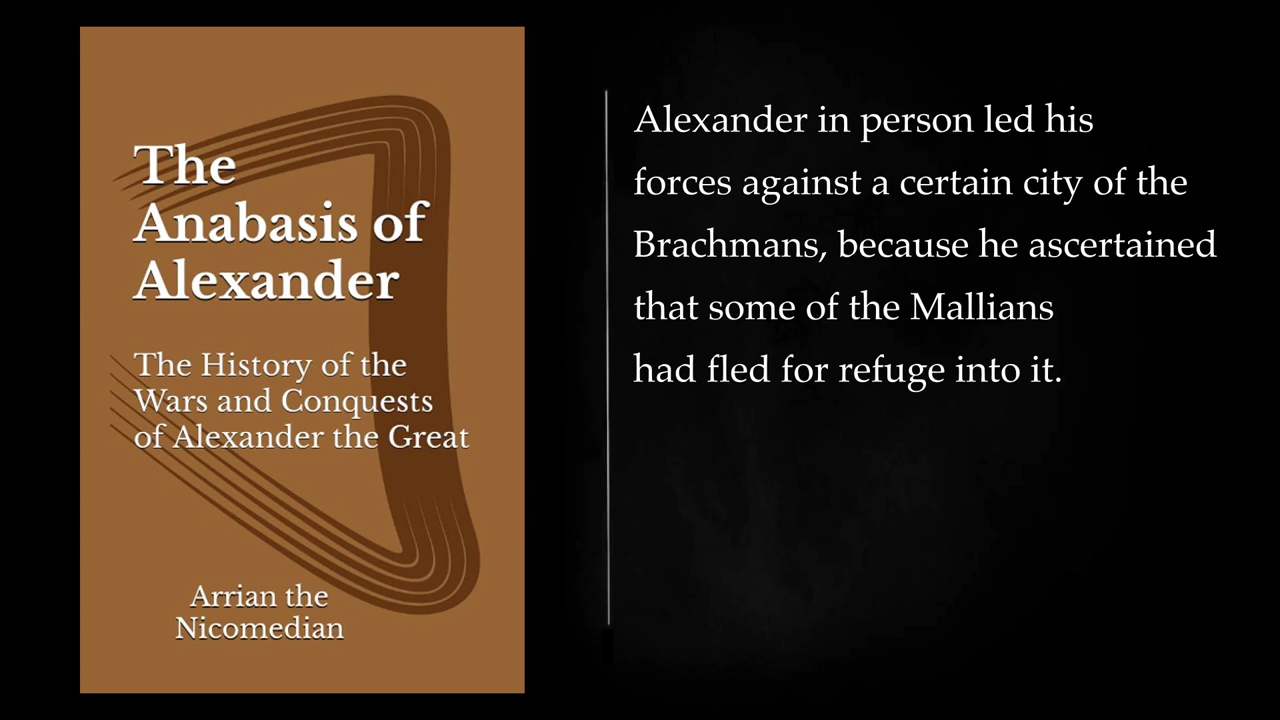 The
Anabasis of
Alexander
The History of the
Wars and Conquests
of Alexander the Great
Arrian the
Nicomedian
Alexander in person led his
forces against a certain city of the
Brachmans, because he ascertained
that some of the Mallians
had fled for refuge into it.